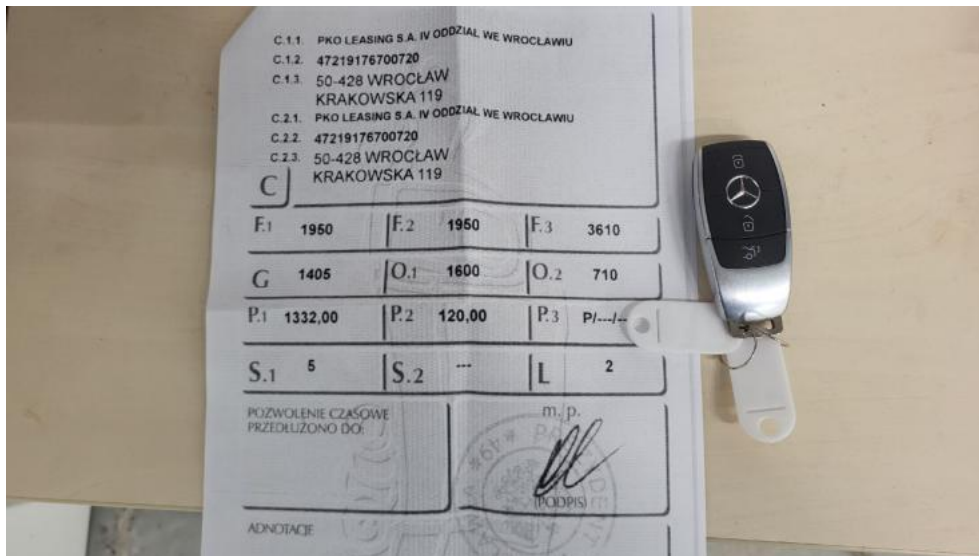 C.1.1. PKO LEASING S.A. IV ODDZIAŁ WE WROCŁAWIU
C.1.2. 47219176700720
C.1.3. 50-428 WROCŁAW
KRAKOWSKA 119
C.2.1. PKO LEASING S.A. IV ODDZIAŁ WE WROCŁAWIU
C.2.2. 47219176700720
C.2.3. 50-428 WROCŁAW
KRAKOWSKA 119
C
F.1 1950 F.2 1950 F.3 3610
G 1405 O.1 1600 O.2 710
P.1 1332,00 P.2 120,00 P.3 P/---/--
S.1 5 S.2 --- L 2
POZWOLENIE CZASOWE m. p.
PRZEDŁUŻONO DO:
(PODPIS)
ADNOTACJE